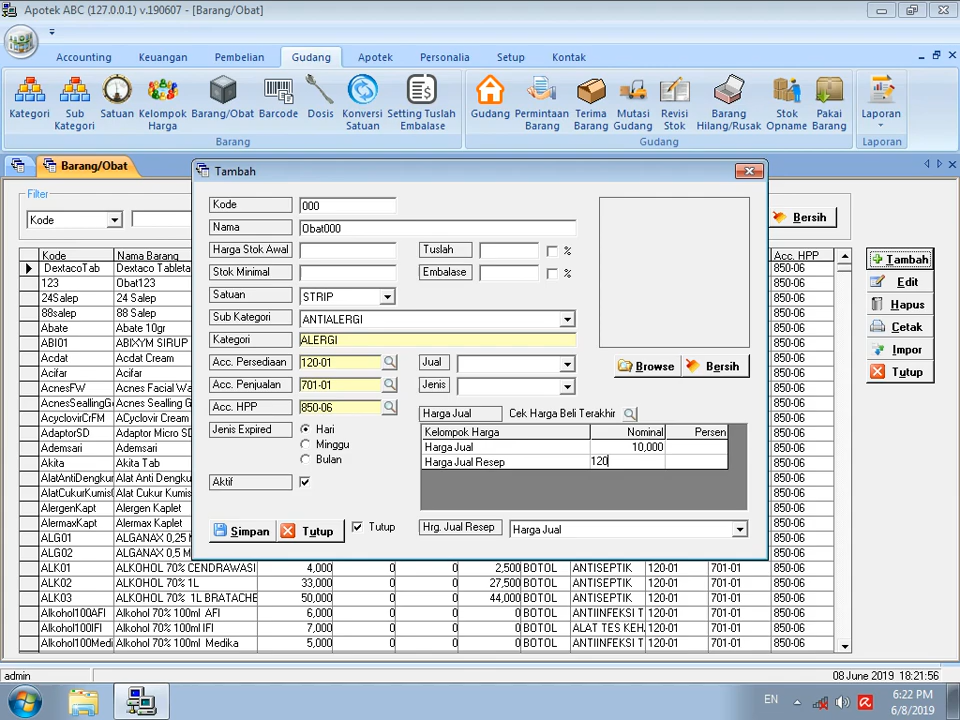 Apotek ABC (127.0.0.1) v.190607 - [Barang/Obat]
Accounting Keuangan Pembelian Gudang Apotek Personalia Setup Kontak
Kategori Sub Kategori Satuan Kelompok Harga Barang/Obat Barcode Dosis Konversi Satuan Setting Tuslah Embalase Gudang Permintaan Barang Terima Barang Mutasi Gudang Revisi Stok Barang Hilang/Rusak Stok Opname Pakai Barang Laporan
Barang Gudang Laporan
Barang/Obat
Filter
Kode
Bersih
Tambah
Kode 000
Nama Obat000
Harga Stok Awal Tuslah %
Stok Minimal Embalase %
Satuan STRIP
Sub Kategori ANTIALERGI
Kategori ALERGI
Acc. Persediaan 120-01 Jual Browse Bersih
Acc. Penjualan 701-01 Jenis
Acc. HPP 850-06 Harga Jual Cek Harga Beli Terakhir
Jenis Expired Hari
Minggu
Bulan
Kelompok Harga Nominal Persen
Harga Jual 10,000
Harga Jual Resep 120
Aktif
Simpan Tutup Tutup Hrg. Jual Resep Harga Jual
Kode Nama Barang Acc. HPP
DextacoTab Dextaco Tableta 850-06
123 Obat123 850-06
24Salep 24 Salep 850-06
88salep 88 Salep 850-06
Abate Abate 10gr 850-06
ABI01 ABIXYM SIRUP 850-06
Acdat Acdat Cream 850-06
Acifar Acifar 850-06
AcnesFW Acnes Facial Wa 850-06
AcnesSeallingGe Acnes Sealling G 850-06
AcyclovirCrFM Acyclovir Cream 850-06
AdaptorSD Adaptor Micro SD 850-06
Ademsari Ademsari 850-06
Akita Akita Tab 850-06
AlatAntiDengkur Alat Anti Dengku 850-06
AlatCukurKumis Alat Cukur Kumis 850-06
AlergenKapt Alergen Kaplet 850-06
AlermaxKapt Alermax Kaplet 850-06
ALG01 ALGANAX 0,25 M 850-06
ALG02 ALGANAX 0,5 M 850-06
ALK01 ALKOHOL 70% CENDRAWASI 4,000 0 0 2,500 BOTOL ANTISEPTIK 120-01 701-01 850-06
ALK02 ALKOHOL 70% 1L 33,000 0 0 27,500 BOTOL ANTISEPTIK 120-01 701-01 850-06
ALK03 ALKOHOL 70% 1L BRATACHE 50,000 0 0 44,000 BOTOL ANTISEPTIK 120-01 701-01 850-06
Alkohol100AFI Alkohol 70% 100ml AFI 6,000 0 0 0 BOTOL ANTIINFEKSI T 120-01 701-01 850-06
Alkohol100IFI Alkohol 70% 100ml IFI 7,000 0 0 0 BOTOL ALAT TES KEH 120-01 701-01 850-06
Alkohol100Medi Alkohol 70% 100ml Medika 5,000 0 0 0 BOTOL ANTIINFEKSI T 120-01 701-01 850-06
Tambah
Edit
Hapus
Cetak
Impor
Tutup
admin 08 June 2019 18:21:56
EN 6:22 PM
6/8/2019